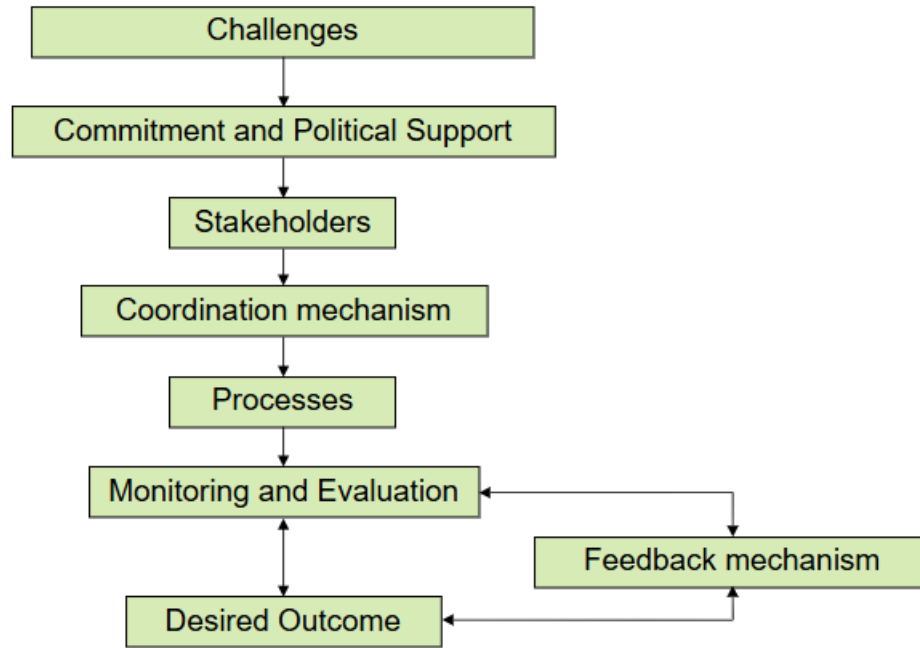 Challenges
Commitment and Political Support
Stakeholders
Coordination mechanism
Processes
Monitoring and Evaluation
Feedback mechanism
Desired Outcome